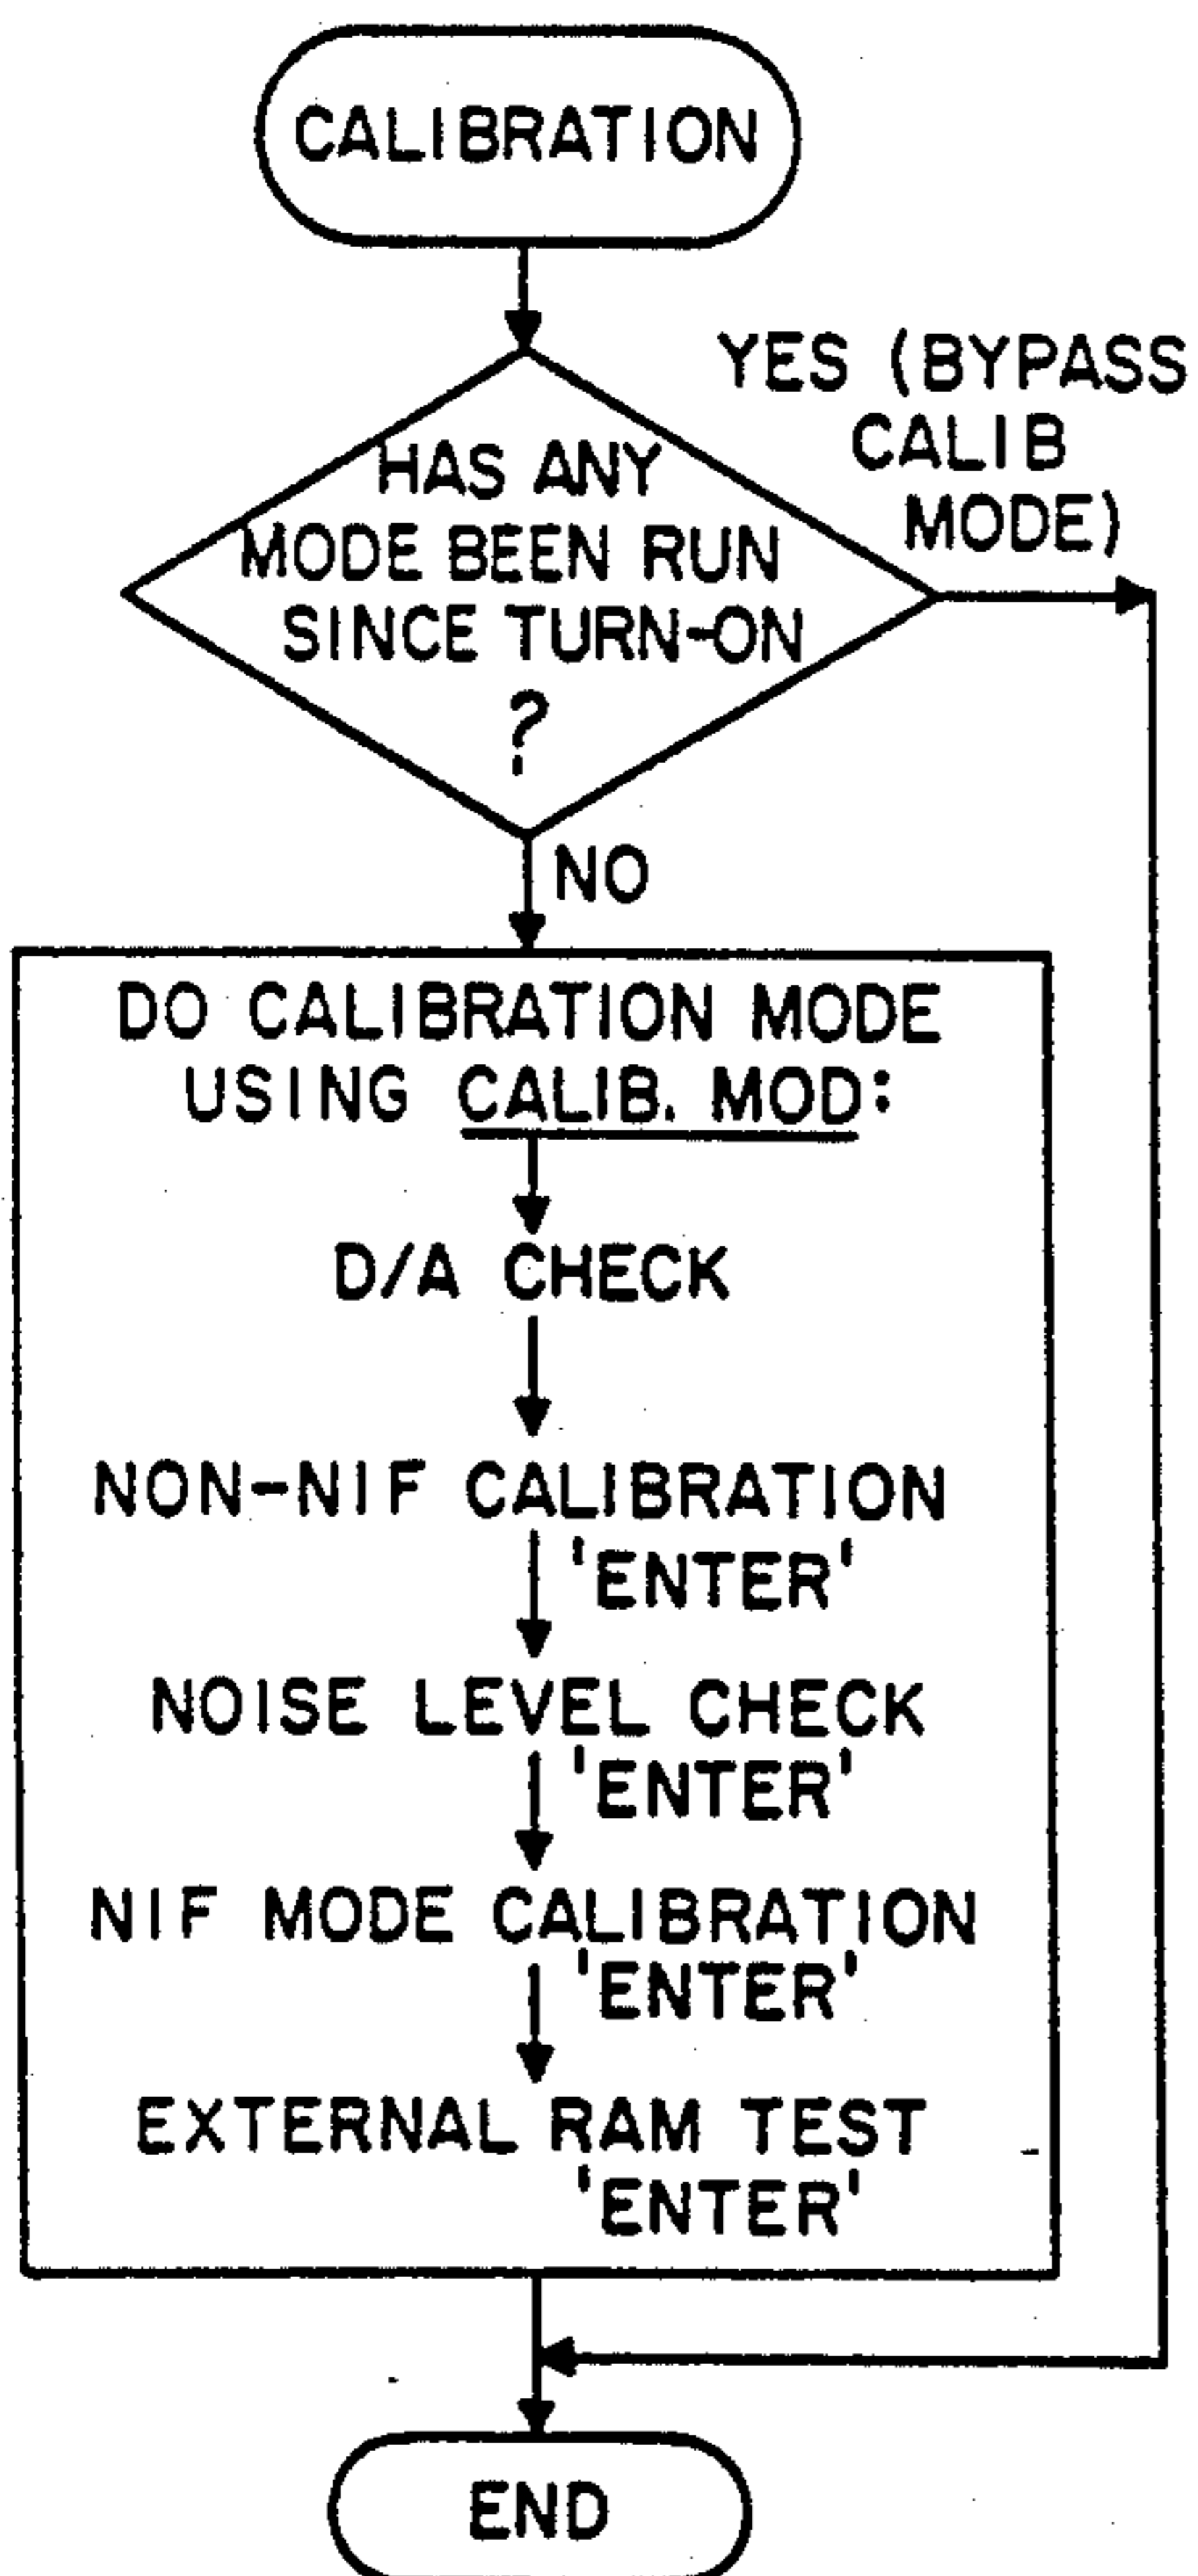 CALIBRATION
YES (BYPASS
CALIB
MODE)
HAS ANY
MODE BEEN RUN
SINCE TURN-ON
?
NO
DO CALIBRATION MODE
USING CALIB. MOD:
D/A CHECK
NON-NIF CALIBRATION
'ENTER'
NOISE LEVEL CHECK
'ENTER'
NIF MODE CALIBRATION
'ENTER'
EXTERNAL RAM TEST
'ENTER'
END